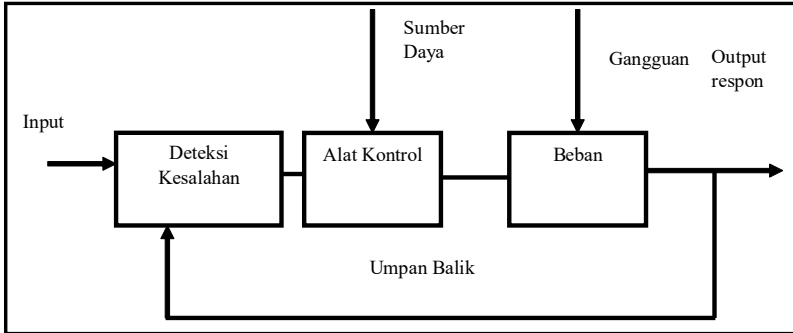 Sumber
Daya
Gangguan
Output
respon
Input
Deteksi
Kesalahan
Alat Kontrol
Beban
Umpan Balik